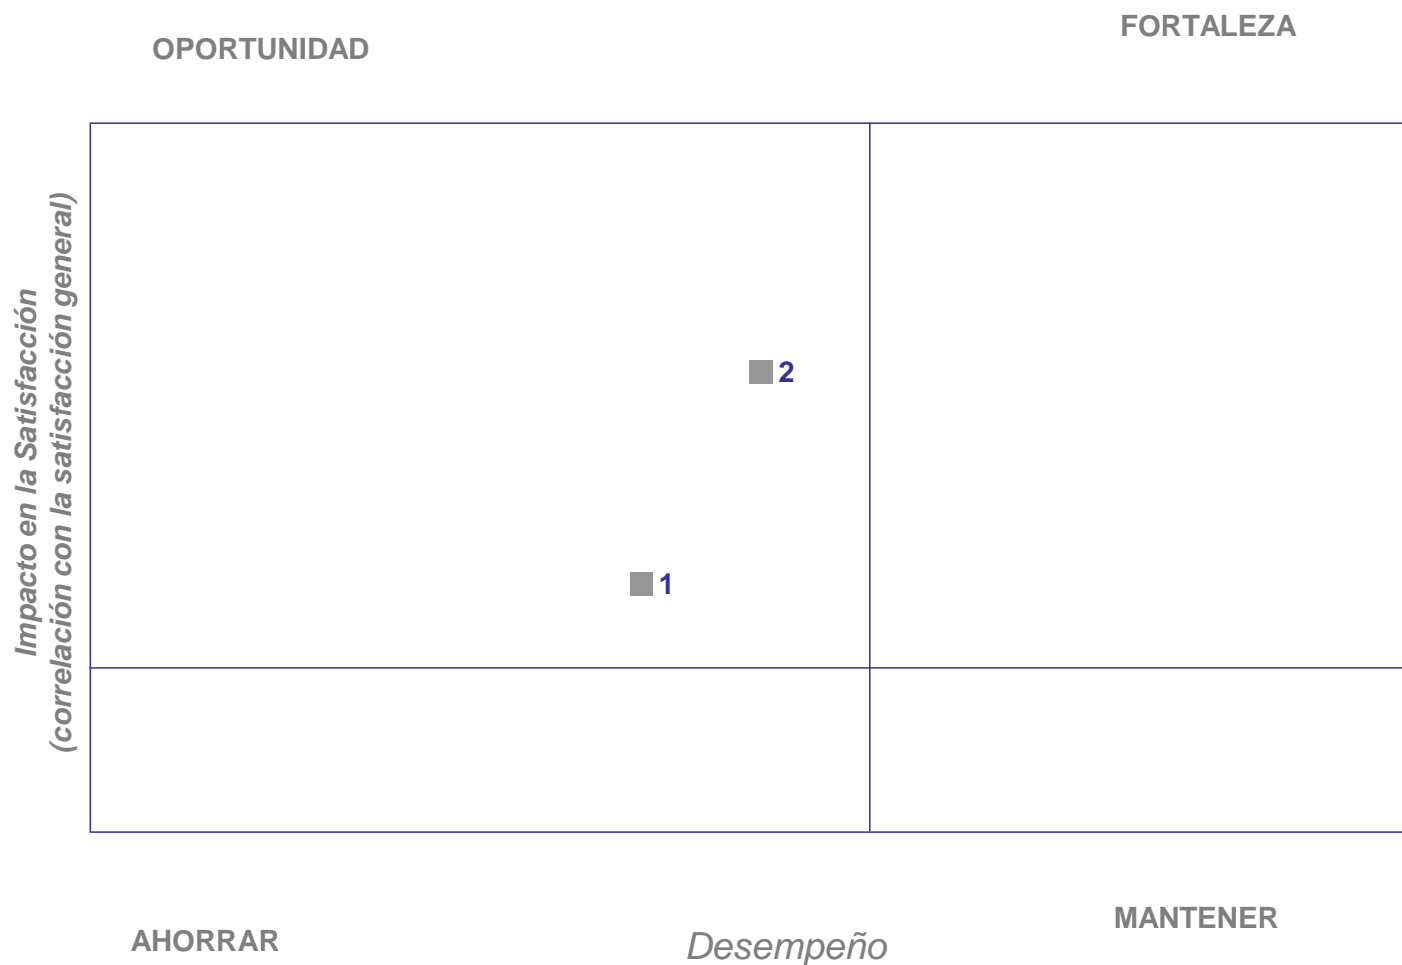 FORTALEZA
OPORTUNIDAD
Impacto en la Satisfacción
(correlación con la satisfacción general)
2
1
MANTENER
AHORRAR
Desempeño